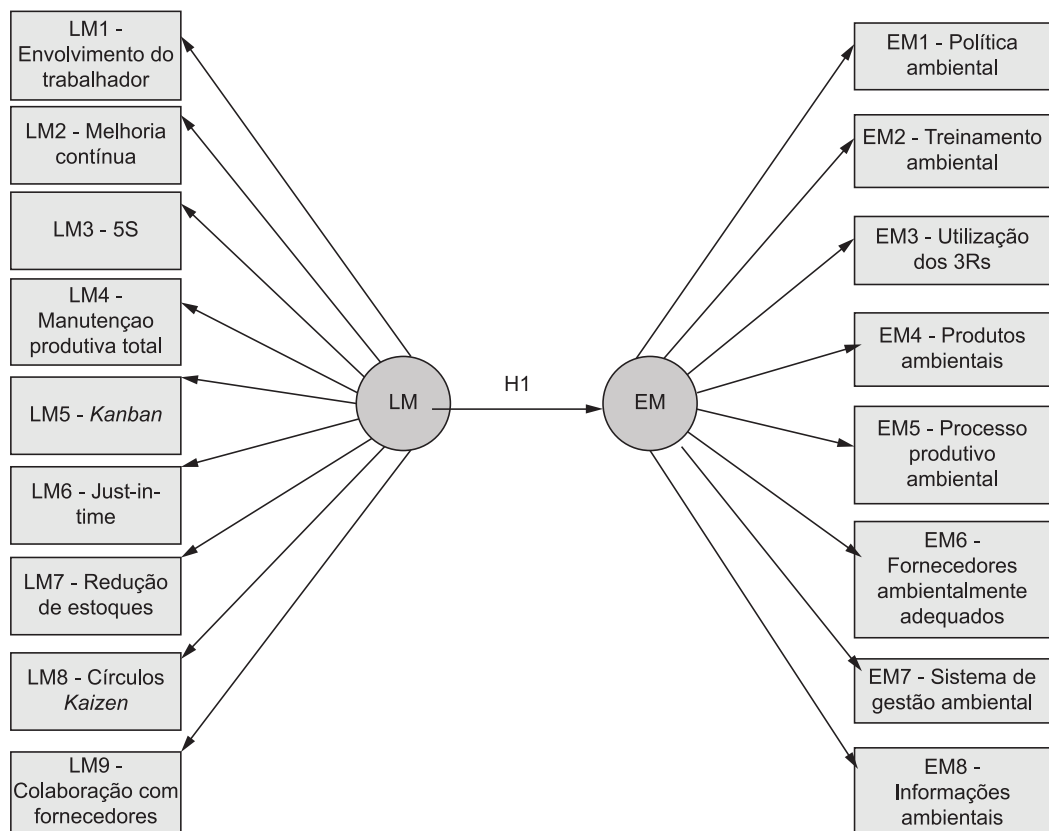 LM1 -
Envolvimento do
trabalhador
LM2 - Melhoria
contínua
LM3 - 5S
LM4 -
Manutençao
produtiva total
LM5 - Kanban
LM6 - Just-in-
time
LM7 - Redução
de estoques
LM8 - Círculos
Kaizen
LM9 -
Colaboração com
fornecedores
LM
H1
EM
EM1 - Política
ambiental
EM2 - Treinamento
ambiental
EM3 - Utilização
dos 3Rs
EM4 - Produtos
ambientais
EM5 - Processo
produtivo
ambiental
EM6 -
Fornecedores
ambientalmente
adequados
EM7 - Sistema de
gestão ambiental
EM8 -
Informações
ambientais